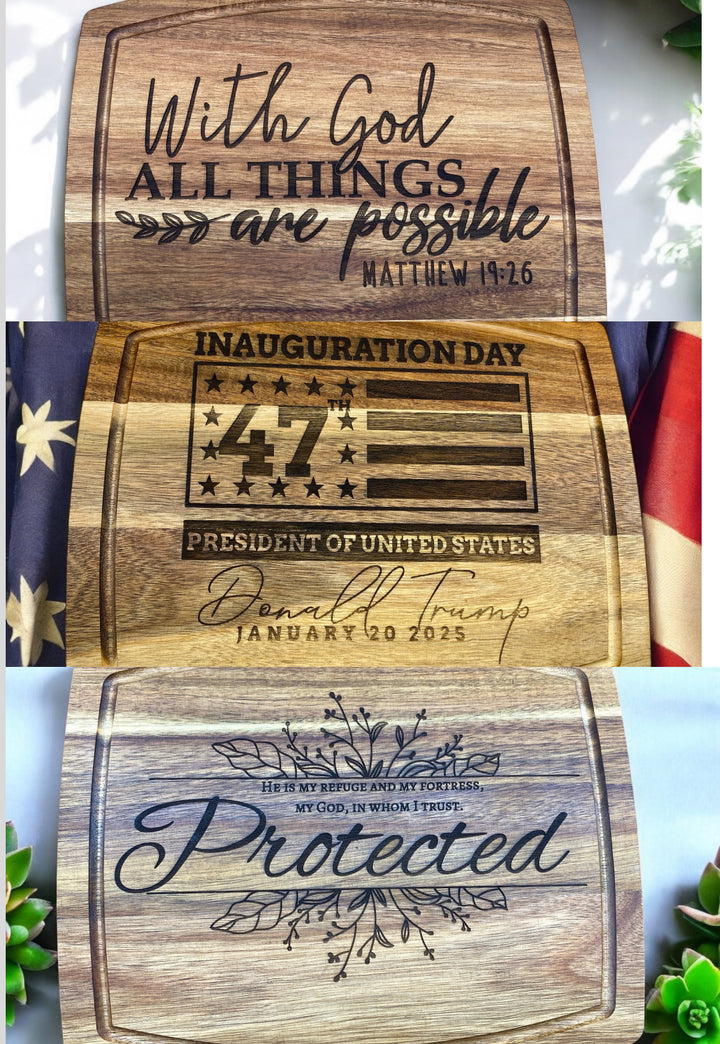 With God
ALL THINGS
are possible
MATTHEW 19:26
INAUGURATION DAY
47TH
PRESIDENT OF UNITED STATES
Donald Trump
JANUARY 20 2025
HE IS MY REFUGE AND MY FORTRESS,
MY GOD, IN WHOM I TRUST.
Protected